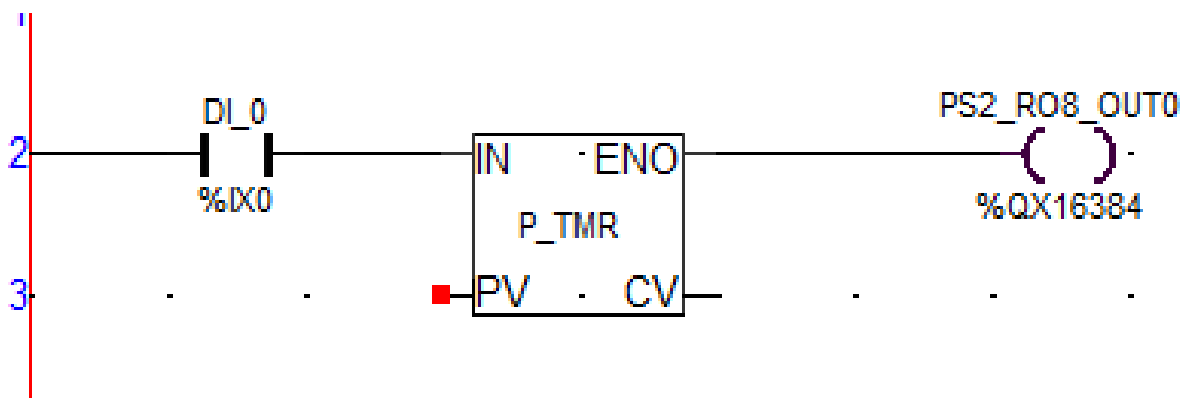 DI_0
PS2_RO8_OUT0
2
IN
ENO
%IX0
%QX16384
P_TMR
3
PV
CV